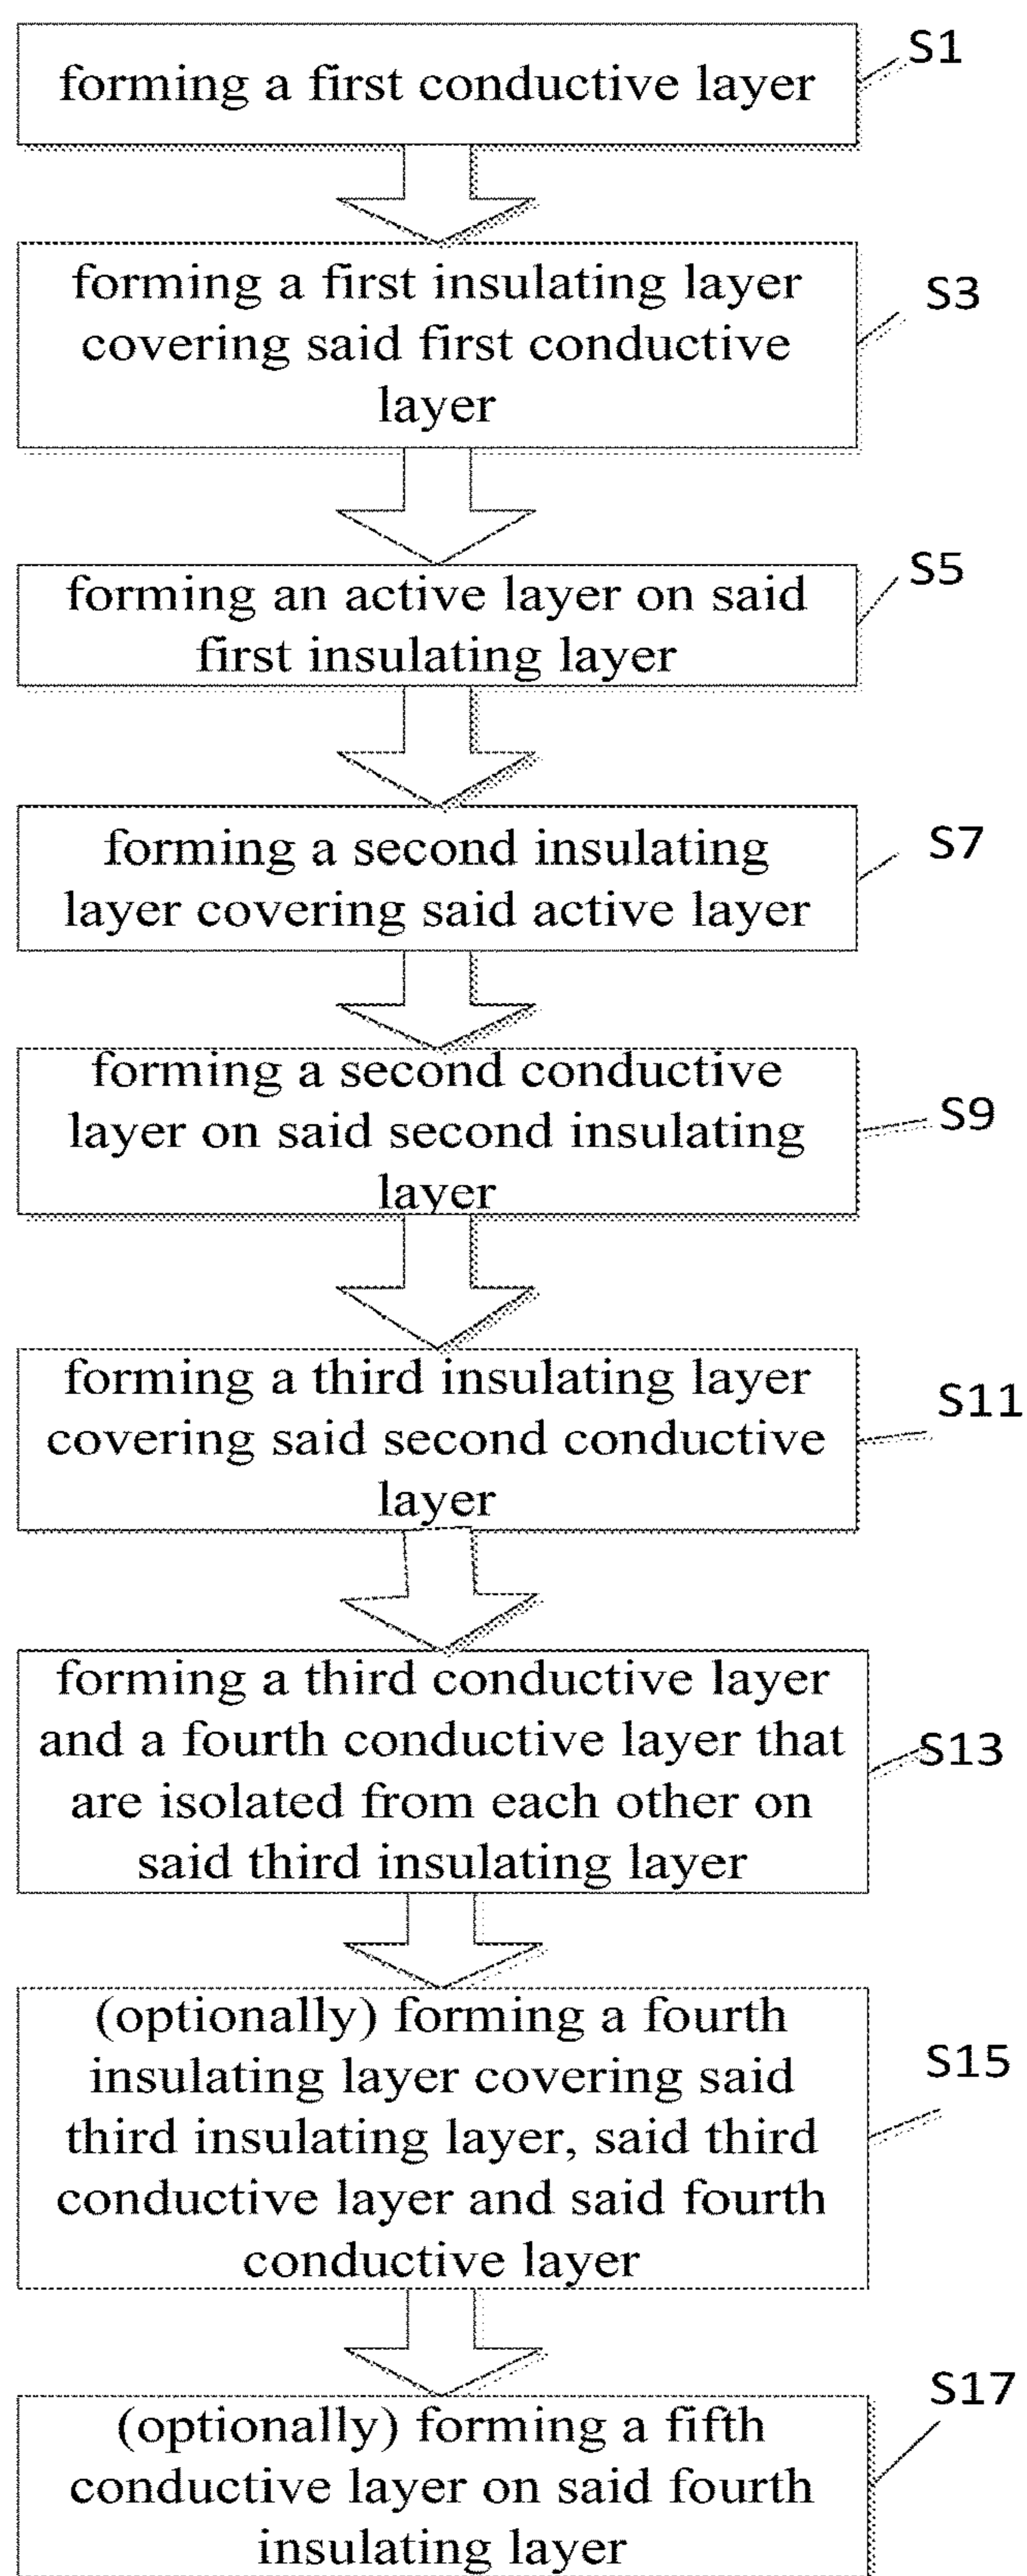 S1
forming a first conductive layer
forming a first insulating layer
S3
covering said first conductive
layer
S5
forming an active layer on said
first insulating layer
S7
forming a second insulating
layer covering said active layer
forming a second conductive
S9
layer on said second insulating
layer
forming a third insulating layer
S11
covering said second conductive
layer
forming a third conductive layer
and a fourth conductive layer that
S13
are isolated from each other on
said third insulating layer
(optionally) forming a fourth
S15
insulating layer covering said
third insulating layer, said third
conductive layer and said fourth
conductive layer
S17
(optionally) forming a fifth
conductive layer on said fourth
insulating layer